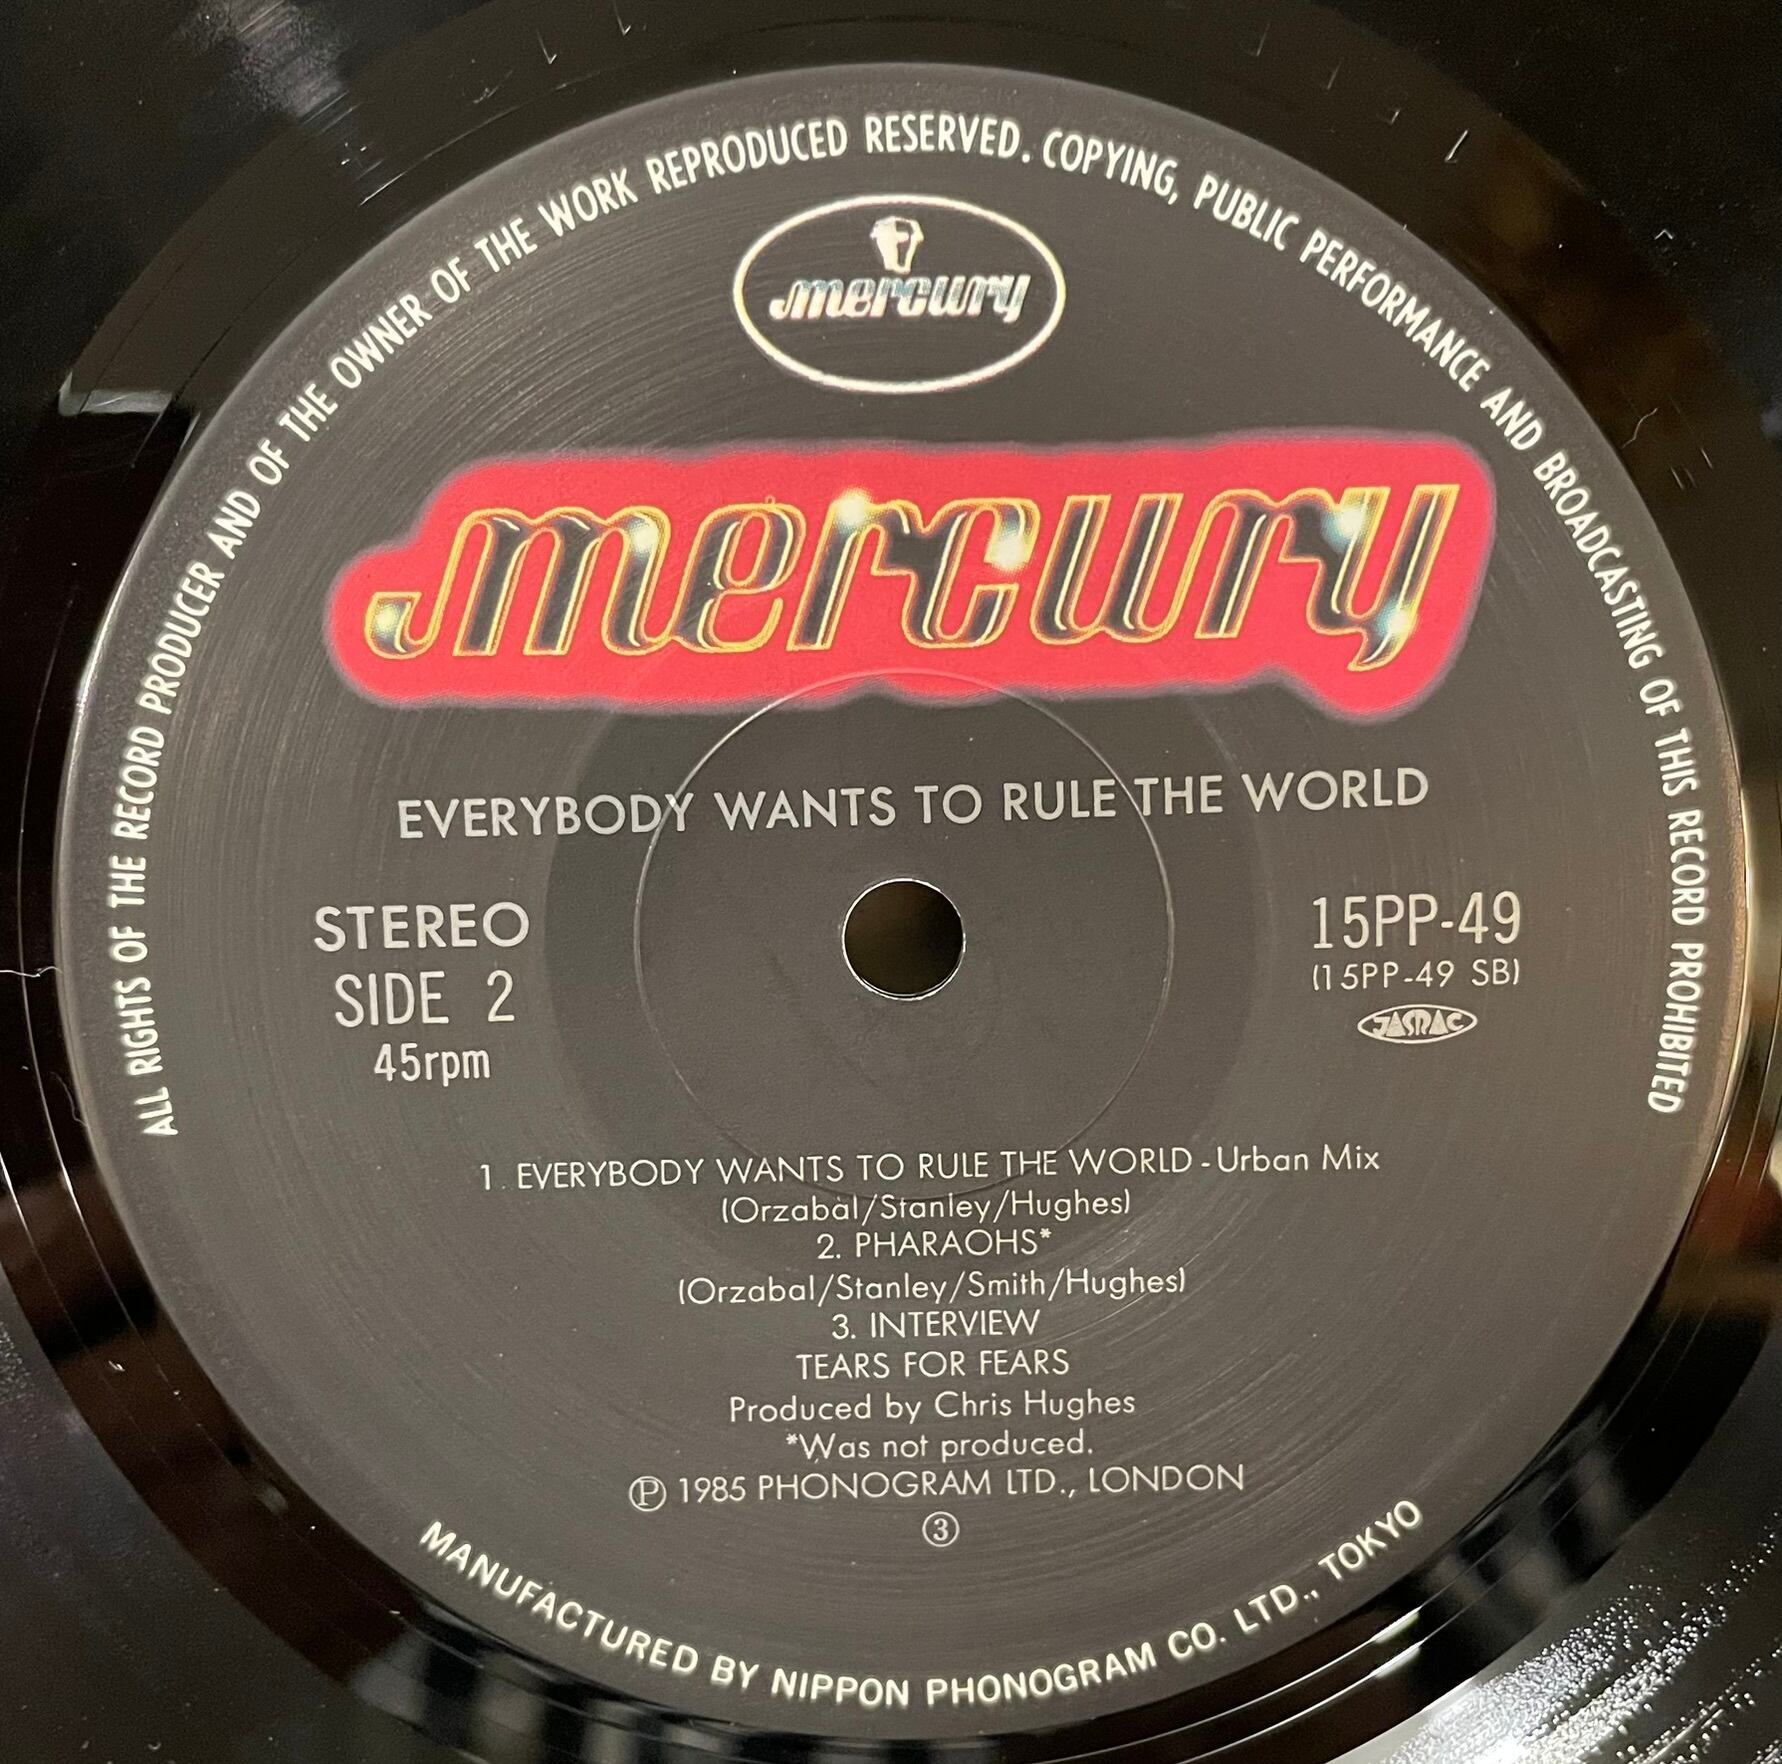 ALL RIGHTS OF THE RECORD PRODUCER AND OF THE OWNER OF THE WORK REPRODUCED RESERVED. COPYING, PUBLIC PERFORMANCE AND BROADCASTING OF THIS RECORD PROHIBITED
mercury
mercury
EVERYBODY WANTS TO RULE THE WORLD
STEREO
SIDE 2
45rpm
15PP-49
(15PP-49 SB)
JASRAC
1. EVERYBODY WANTS TO RULE THE WORLD-Urban Mix
(Orzabal/Stanley/Hughes)
2. PHARAOHS*
(Orzabal/Stanley/Smith/Hughes)
3. INTERVIEW
TEARS FOR FEARS
Produced by Chris Hughes
*Was not produced.
Ⓟ 1985 PHONOGRAM LTD., LONDON
③
MANUFACTURED BY NIPPON PHONOGRAM CO. LTD., TOKYO